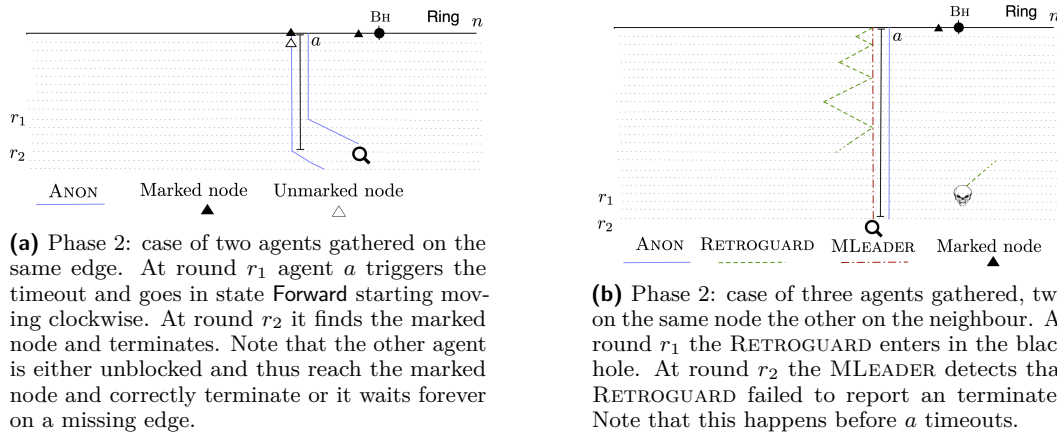 BH Ring n
a
r1
r2
ANON Marked node Unmarked node
(a) Phase 2: case of two agents gathered on the
same edge. At round r1 agent a triggers the
timeout and goes in state Forward starting mov-
ing clockwise. At round r2 it finds the marked
node and terminates. Note that the other agent
is either unblocked and thus reach the marked
node and correctly terminate or it waits forever
on a missing edge.
BH Ring n
a
r1
r2
ANON RETROGUARD MLEADER Marked node
(b) Phase 2: case of three agents gathered, two
on the same node the other on the neighbour. A
round r1 the RETROGUARD enters in the blac
hole. At round r2 the MLEADER detects tha
RETROGUARD failed to report an terminate
Note that this happens before a timeouts.